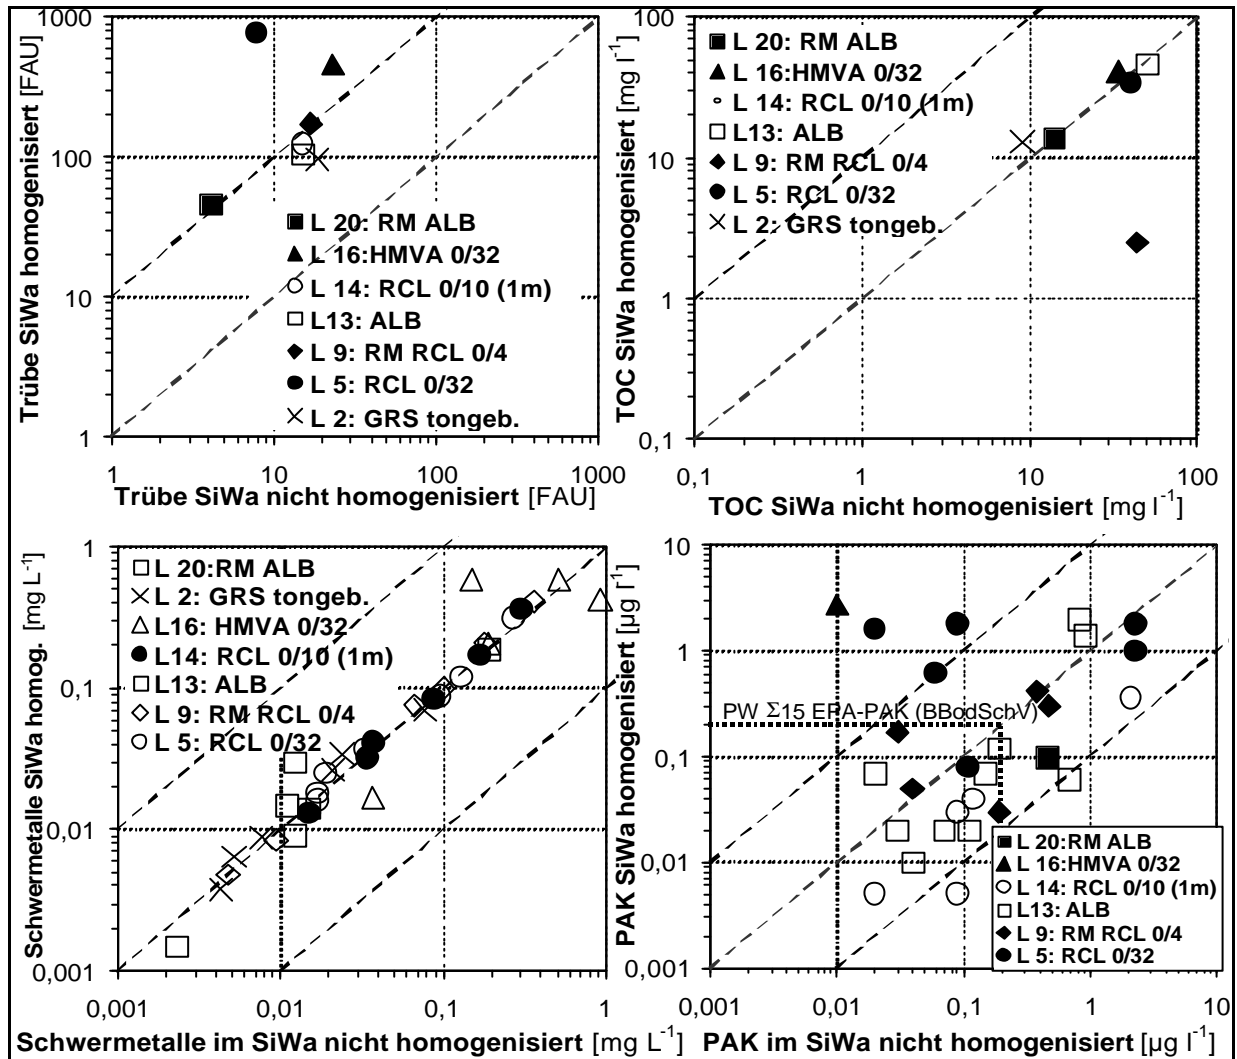 1000
100
10
1
Trübe SiWa homogenisiert [FAU]
L 20: RM ALB
L 16:HMVA 0/32
L 14: RCL 0/10 (1m)
L13: ALB
L 9: RM RCL 0/4
L 5: RCL 0/32
L 2: GRS tongeb.
1 10 100 1000
Trübe SiWa nicht homogenisiert [FAU]
100
10
1
0,1
TOC SiWa homogenisiert [mg l-1]
L 20: RM ALB
L 16:HMVA 0/32
L 14: RCL 0/10 (1m)
L13: ALB
L 9: RM RCL 0/4
L 5: RCL 0/32
L 2: GRS tongeb.
0,1 1 10 100
TOC SiWa nicht homogenisiert [mg l-1]
1
0,1
0,01
0,001
Schwermetalle SiWa homog. [mg L-1]
L 20:RM ALB
L 2: GRS tongeb.
L16: HMVA 0/32
L14: RCL 0/10 (1m)
L13: ALB
L 9: RM RCL 0/4
L 5: RCL 0/32
0,001 0,01 0,1 1
Schwermetalle im SiWa nicht homogenisiert [mg L-1]
10
1
0,1
0,01
0,001
PAK SiWa homogenisiert [µg l-1]
PW Σ15 EPA-PAK (BBodSchV)
L 20:RM ALB
L 16:HMVA 0/32
L 14: RCL 0/10 (1m)
L13: ALB
L 9: RM RCL 0/4
L 5: RCL 0/32
0,001 0,01 0,1 1 10
PAK im SiWa nicht homogenisiert [µg l-1]